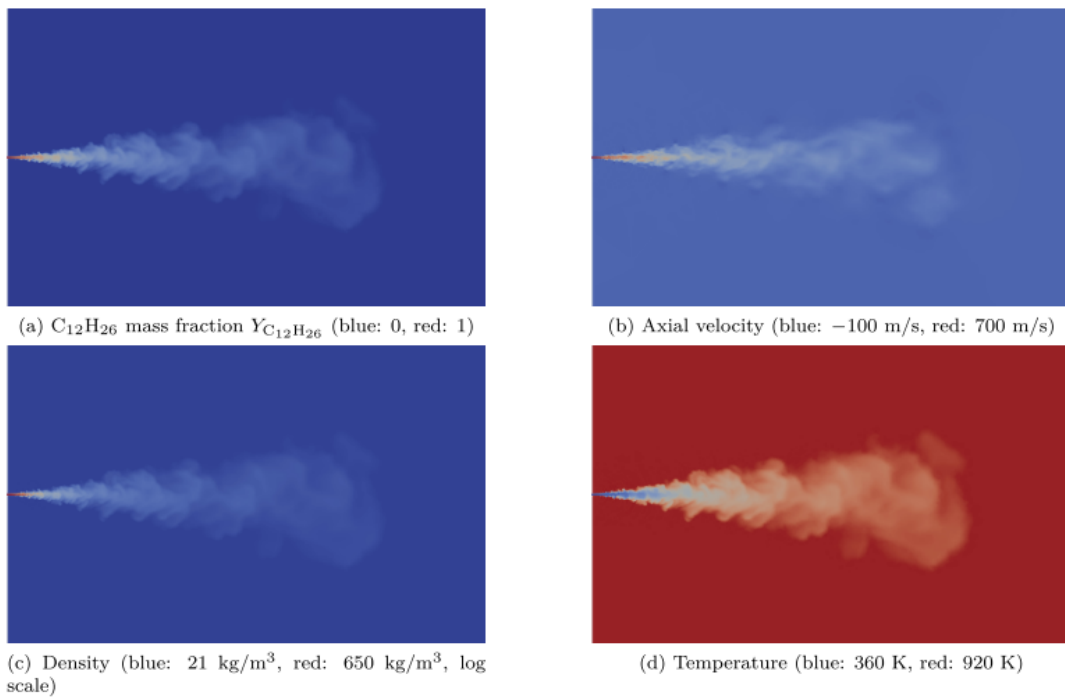 (a) C₁₂H₂₆ mass fraction Y_C₁₂H₂₆ (blue: 0, red: 1)
(b) Axial velocity (blue: −100 m/s, red: 700 m/s)
(c) Density (blue: 21 kg/m³, red: 650 kg/m³, log
scale)
(d) Temperature (blue: 360 K, red: 920 K)